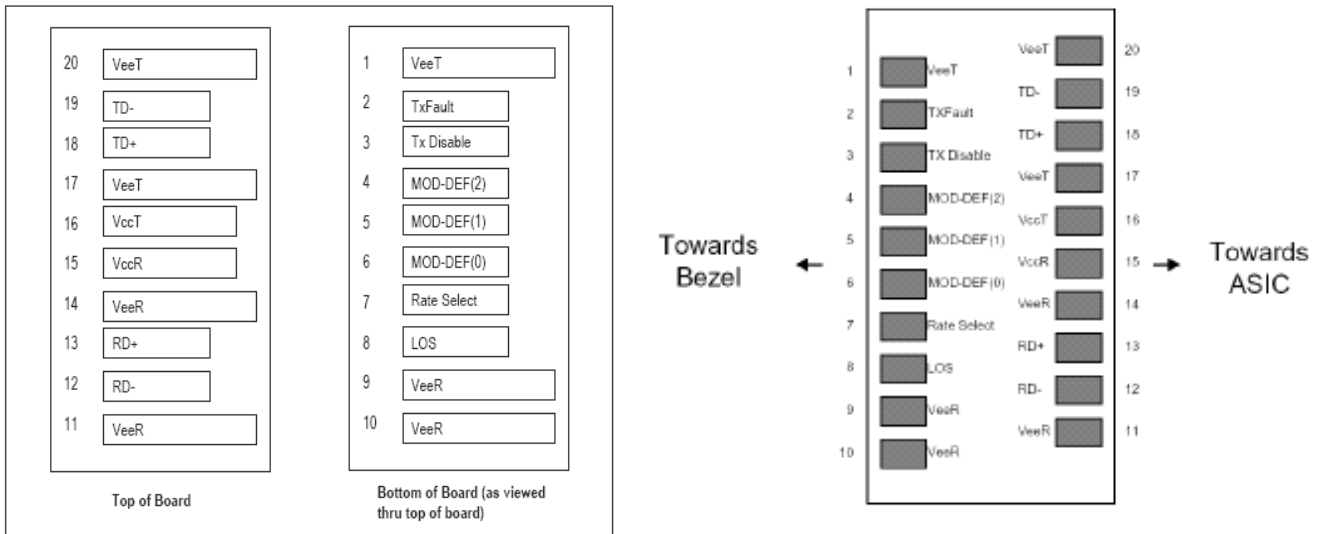 20 VeeT
19 TD-
18 TD+
17 VeeT
16 VccT
15 VccR
14 VeeR
13 RD+
12 RD-
11 VeeR
Top of Board
1 VeeT
2 TxFault
3 Tx Disable
4 MOD-DEF(2)
5 MOD-DEF(1)
6 MOD-DEF(0)
7 Rate Select
8 LOS
9 VeeR
10 VeeR
Bottom of Board (as viewed
thru top of board)
Towards
Bezel
1 VeeT
2 TXFault
3 TX Disable
4 MOD-DEF(2)
5 MOD-DEF(1)
6 MOD-DEF(0)
7 Rate Select
8 LOS
9 VeeR
10 VeeR
VeeT 20
TD- 19
TD+ 18
VeeT 17
VccT 16
VccR 15
VeeR 14
RD+ 13
RD- 12
VeeR 11
Towards
ASIC